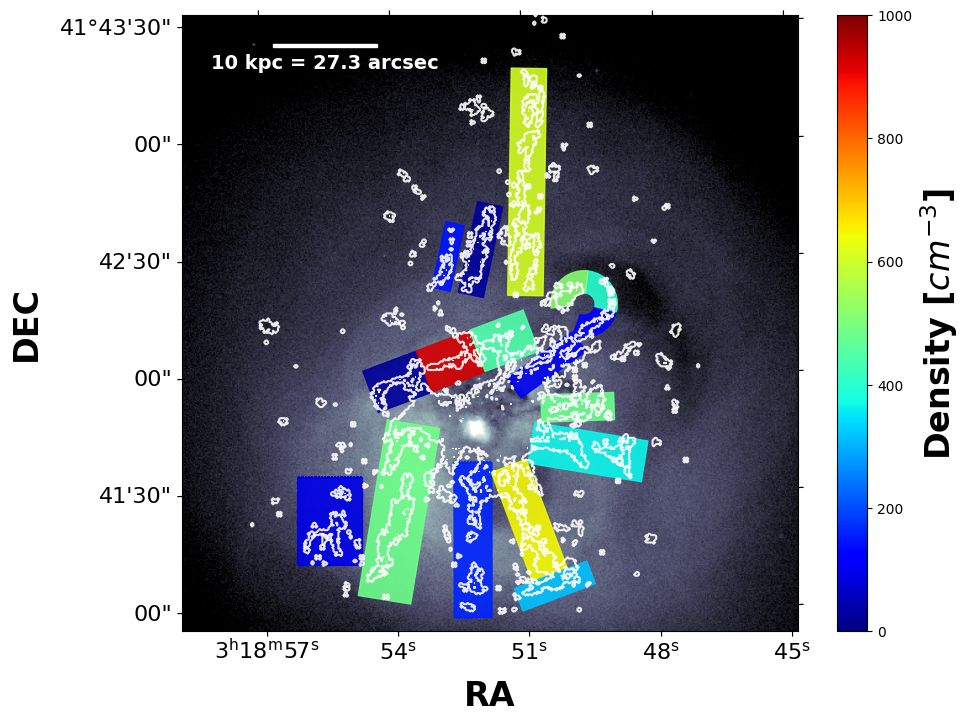 41°43'30"
10 kpc = 27.3 arcsec
00"
42'30"
00"
41'30"
00"
3ʰ18ᵐ57ˢ 54ˢ 51ˢ 48ˢ 45ˢ
RA
DEC
1000
800
600
400
200
0
Density [cm⁻³]